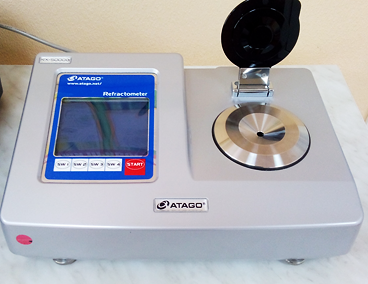 ATAGO®
www.atago.net/
Refractometer
SW 1 SW 2 SW 3 SW 4 START
ATAGO®